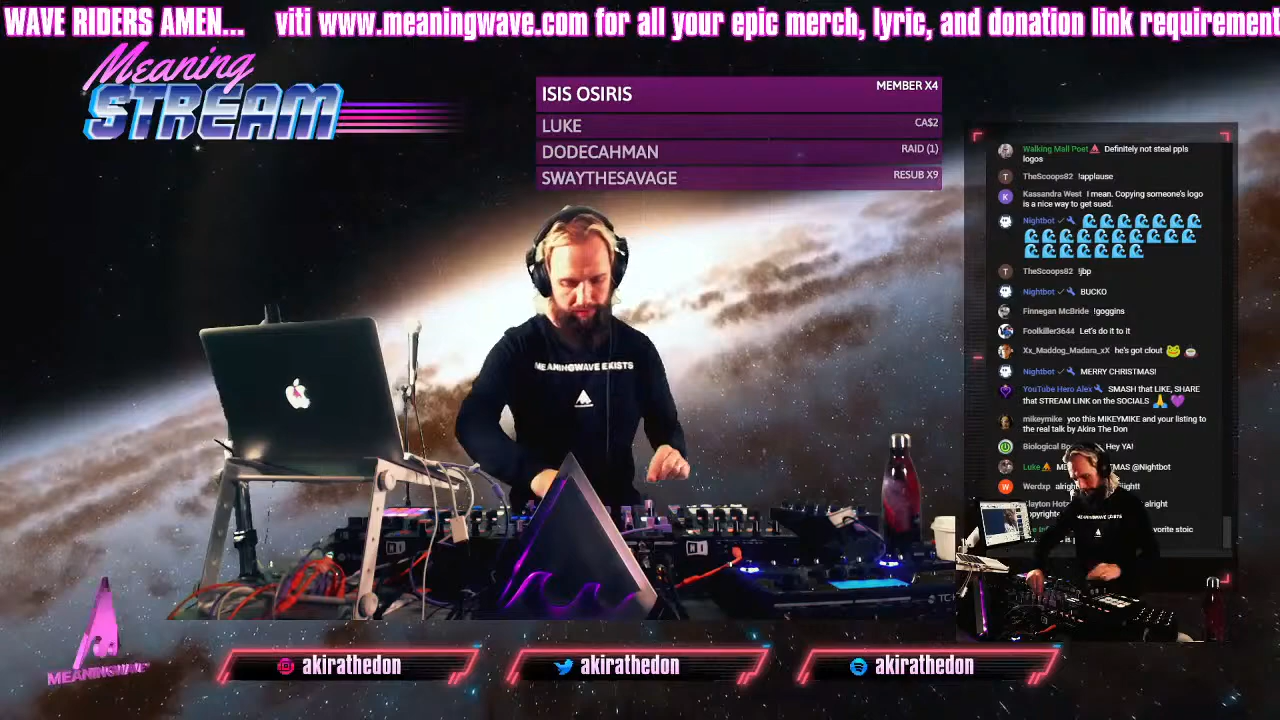 WAVE RIDERS AMEN... viti www.meaningwave.com for all your epic merch, lyric, and donation link requirement
Meaning
STREAM
ISIS OSIRIS MEMBER X4
LUKE CA$2
DODECAHMAN RAID (1)
SWAYTHESAVAGE RESUB X9
MEANINGWAVE EXISTS
Walking Mall Poet Definitely not steal ppls
logos
T TheScoops82 !applause
K Kassandra West I mean. Copying someone's logo
is a nice way to get sued.
Nightbot
T TheScoops82 !jbp
Nightbot BUCKO
Finnegan McBride !goggins
Foolkiller3644 Let's do it to it
Xx_Maddog_Madara_xX he's got clout
Nightbot MERRY CHRISTMAS!
YouTube Hero Alex SMASH that LIKE, SHARE
that STREAM LINK on the SOCIALS
mikeymike yoo this MIKEYMIKE and your listing to
the real talk by Akira The Don
Biological Hey YA!
Luke @Nightbot
W Werdxp
MEANINGWAVE
akirathedon
akirathedon
akirathedon